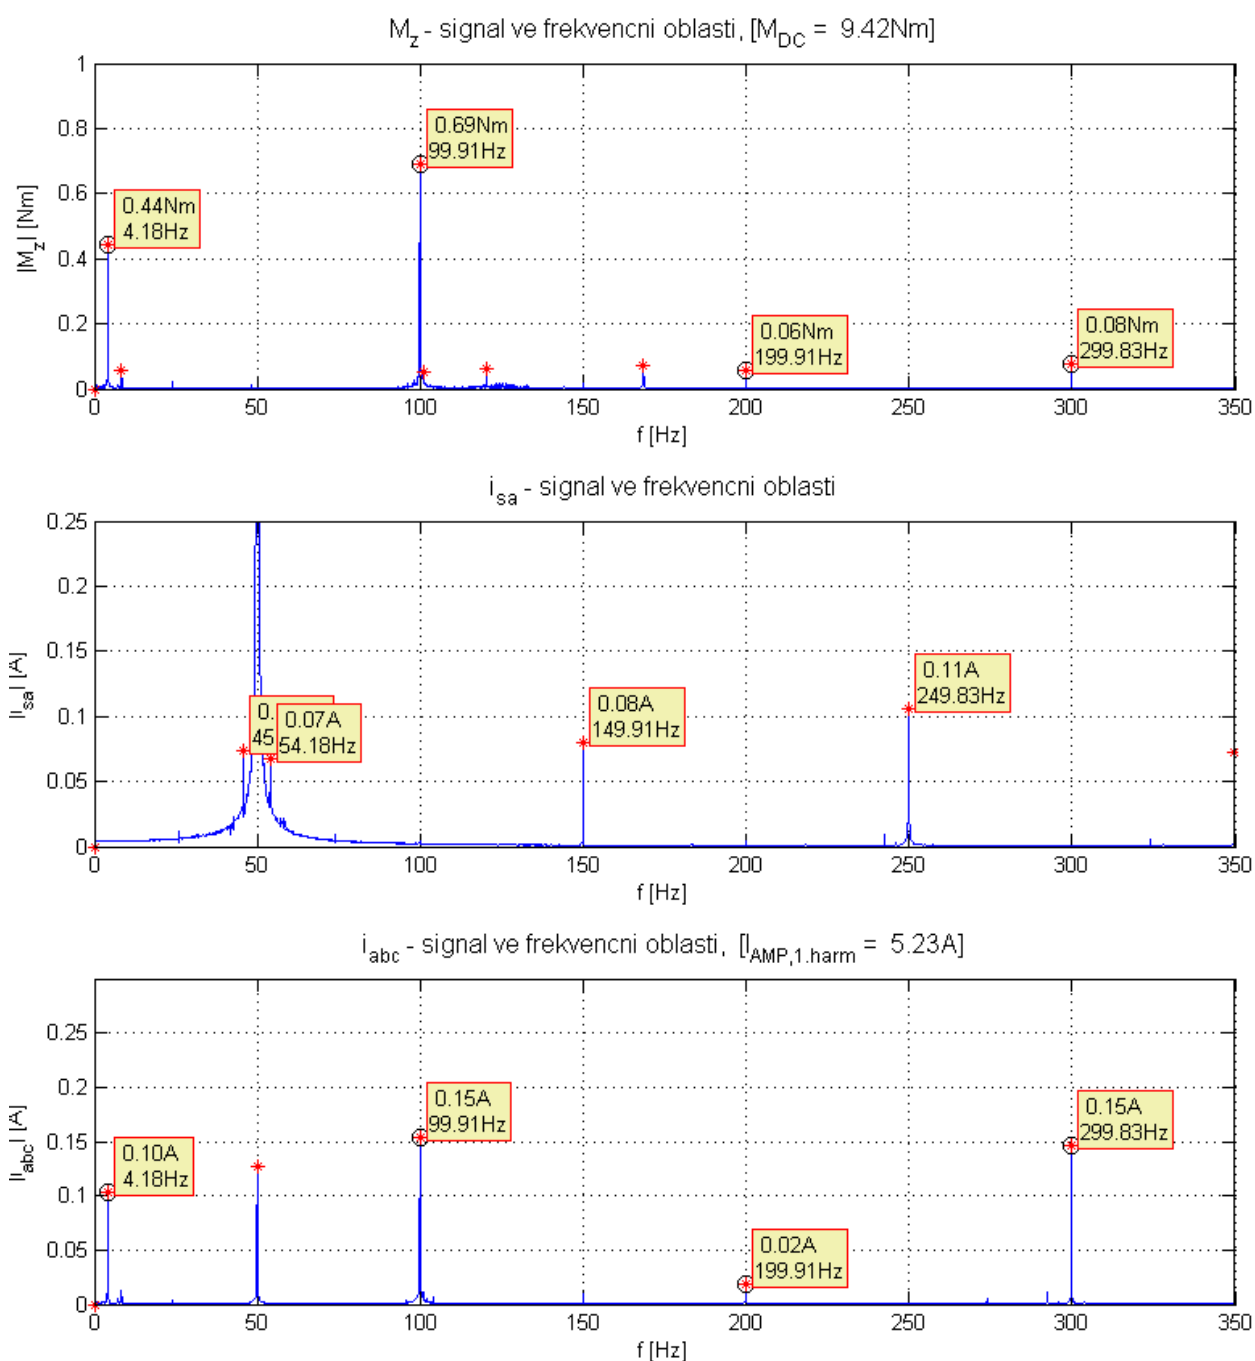 M_z - signal ve frekvencni oblasti, [M_DC = 9.42Nm]
1
0.8
0.6
0.4
0.2
0
|M_z| [Nm]
0.69Nm
99.91Hz
0.44Nm
4.18Hz
0.06Nm
199.91Hz
0.08Nm
299.83Hz
0 50 100 150 200 250 300 350
f [Hz]
i_sa - signal ve frekvencni oblasti
0.25
0.2
0.15
0.1
0.05
0
|I_sa| [A]
0.
45
0.07A
54.18Hz
0.08A
149.91Hz
0.11A
249.83Hz
0 50 100 150 200 250 300 350
f [Hz]
i_abc - signal ve frekvencni oblasti, [I_AMP,1.harm = 5.23A]
0.25
0.2
0.15
0.1
0.05
0
|I_abc| [A]
0.10A
4.18Hz
0.15A
99.91Hz
0.02A
199.91Hz
0.15A
299.83Hz
0 50 100 150 200 250 300 350
f [Hz]